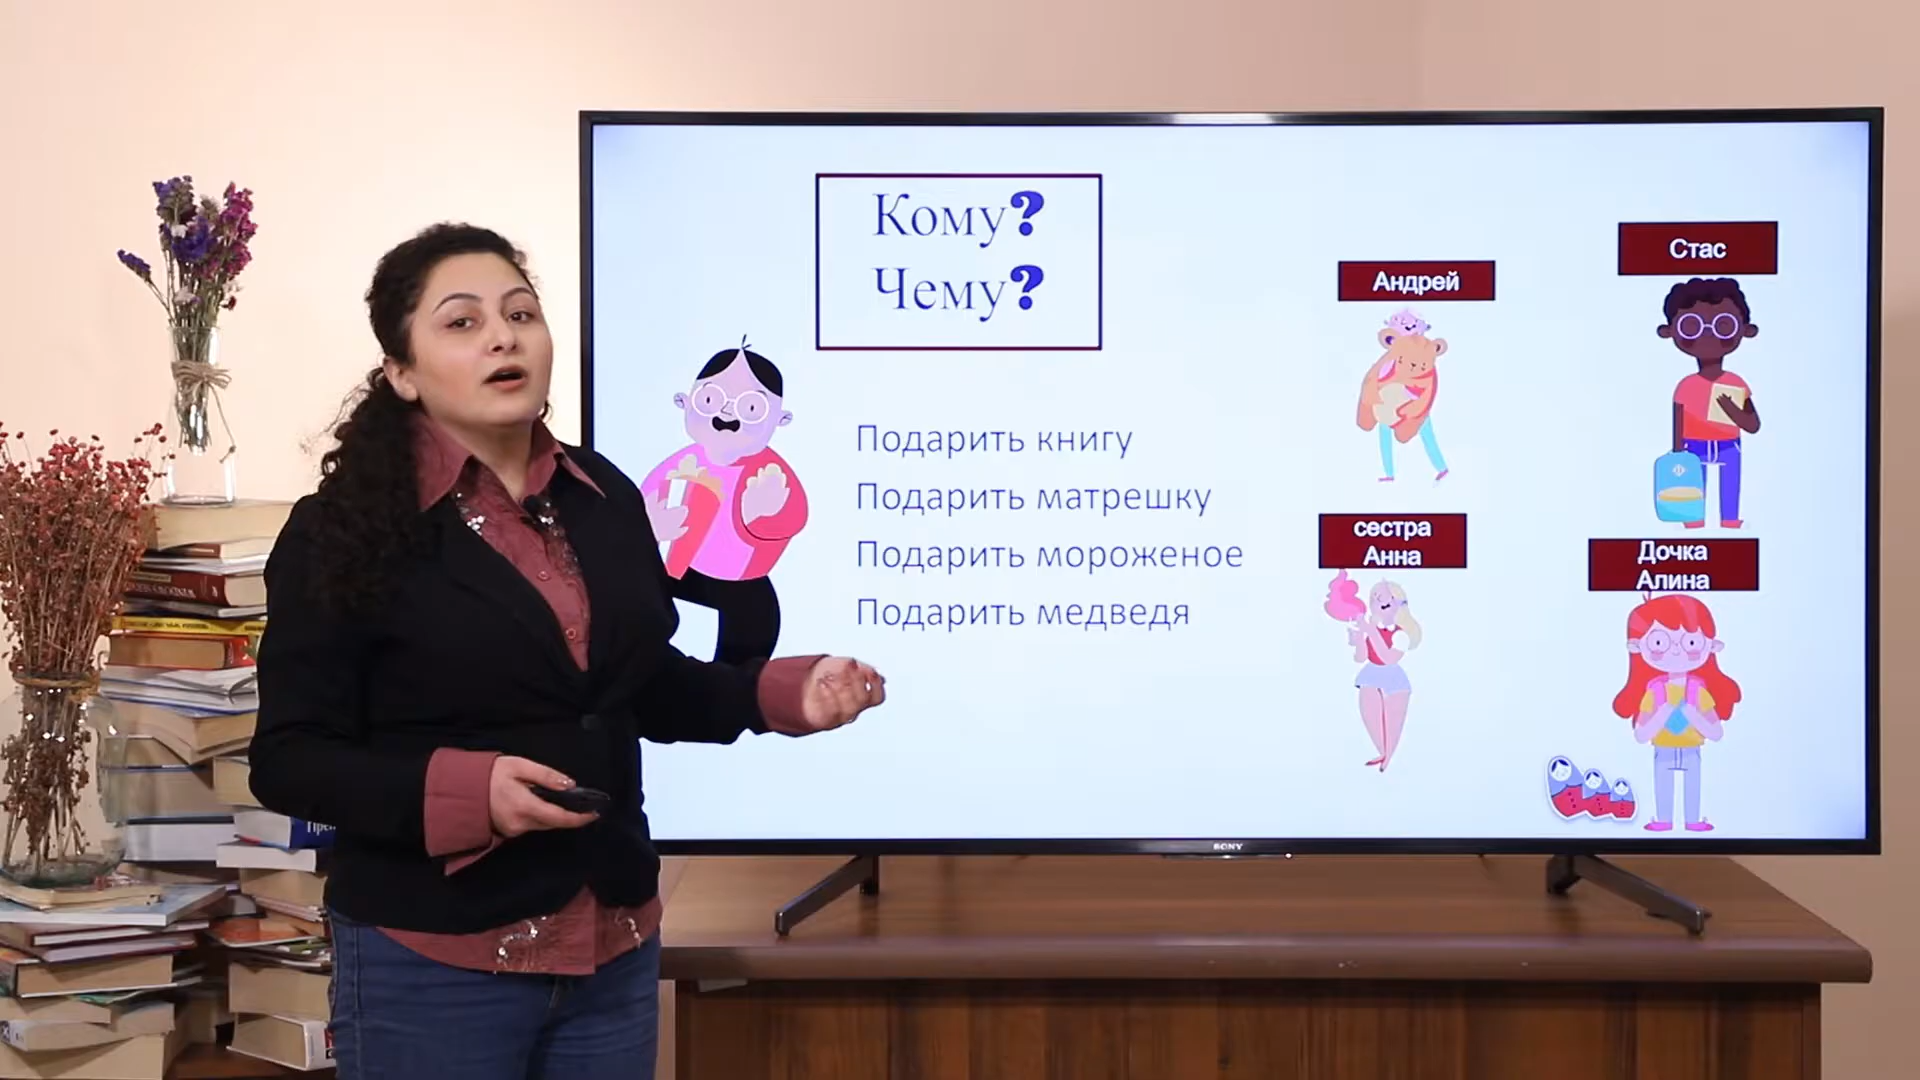 Кому?
Чему?
Подарить книгу
Подарить матрешку
Подарить мороженое
Подарить медведя
Андрей
Стас
сестра
Анна
Дочка
Алина
SONY